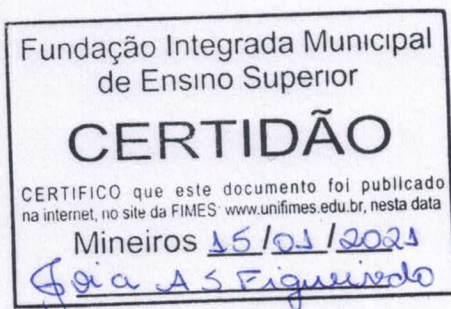 Fundação Integrada Municipal
de Ensino Superior
CERTIDÃO
CERTIFICO que este documento foi publicado
na internet, no site da FIMES: www.unifimes.edu.br, nesta data
Mineiros 15/01/2021
A S Figueiredo